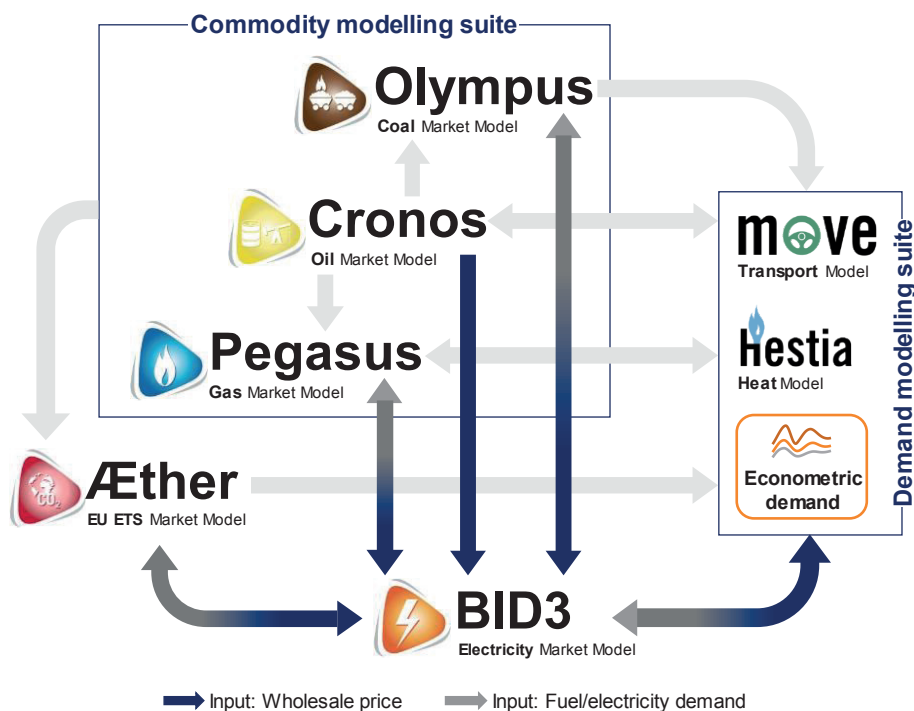 Commodity modelling suite
Olympus
Coal Market Model
Cronos
Oil Market Model
Pegasus
Gas Market Model
move
Transport Model
Hestia
Heat Model
Econometric
demand
Demand modelling suite
CO₂
Æther
EU ETS Market Model
BID3
Electricity Market Model
Input: Wholesale price
Input: Fuel/electricity demand